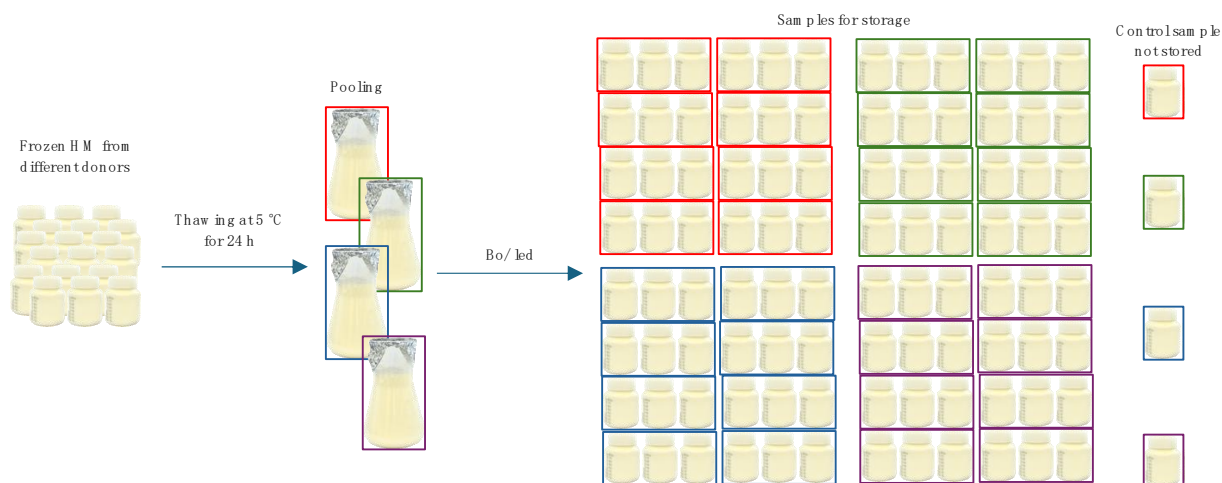 Frozen HM from
different donors
Thawing at 5 °C
for 24 h
Pooling
Bo/led
Samples for storage
Control sample
not stored